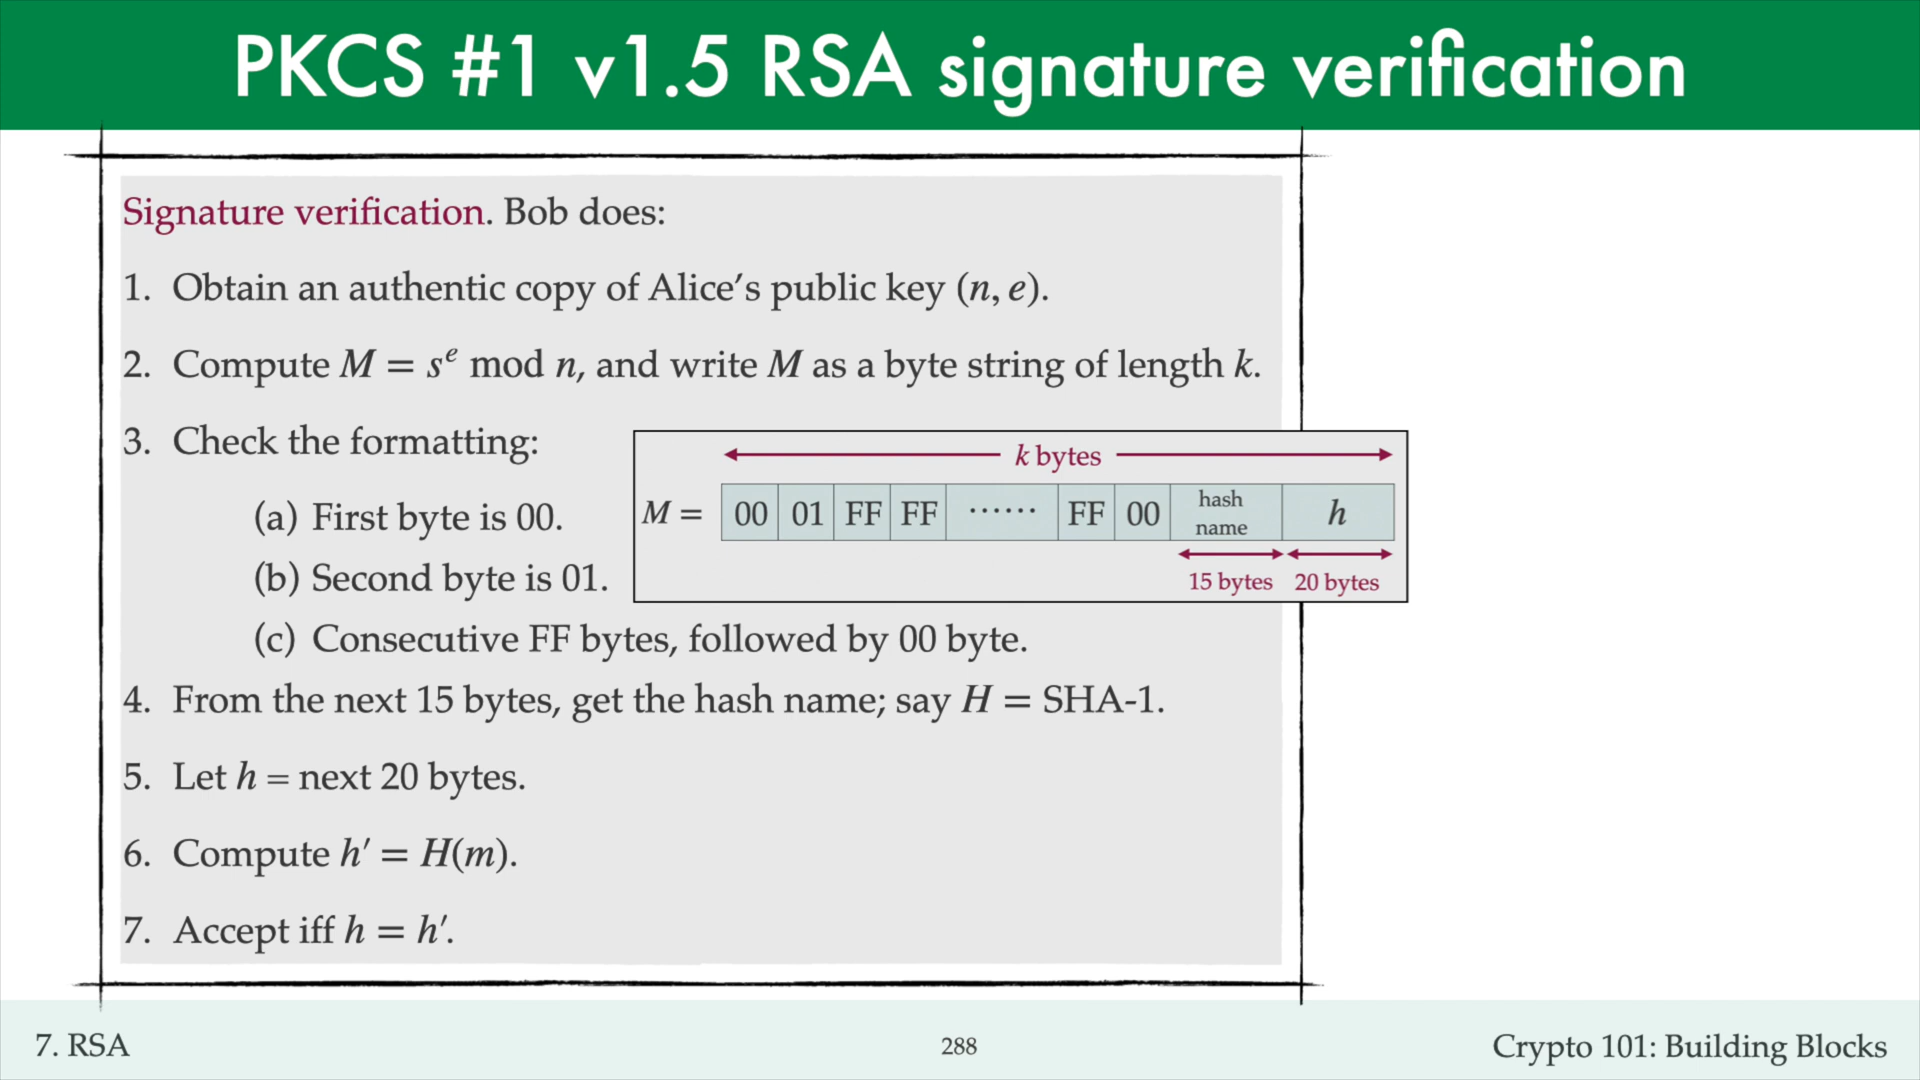 PKCS #1 v1.5 RSA signature verification
Signature verification. Bob does:
1. Obtain an authentic copy of Alice's public key (n, e).
2. Compute M = sᵉ mod n, and write M as a byte string of length k.
3. Check the formatting:
k bytes
M = 00 01 FF FF ······ FF 00 hash name h
15 bytes 20 bytes
(a) First byte is 00.
(b) Second byte is 01.
(c) Consecutive FF bytes, followed by 00 byte.
4. From the next 15 bytes, get the hash name; say H = SHA-1.
5. Let h = next 20 bytes.
6. Compute h′ = H(m).
7. Accept iff h = h′.
7. RSA
288
Crypto 101: Building Blocks